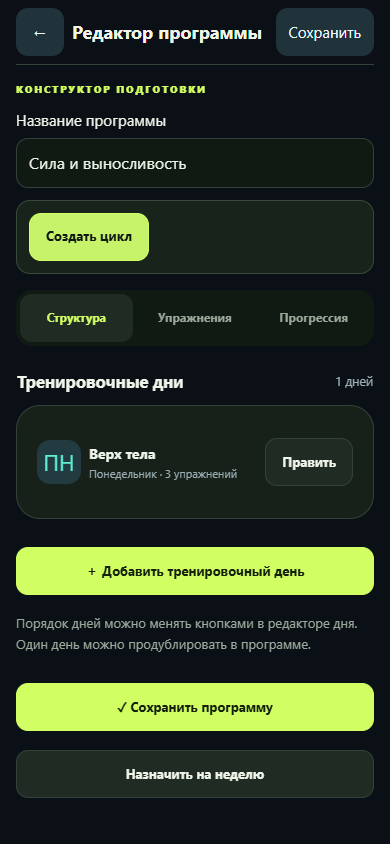 ← Редактор программы Сохранить
КОНСТРУКТОР ПОДГОТОВКИ
Название программы
Сила и выносливость
Создать цикл
Структура Упражнения Прогрессия
Тренировочные дни 1 дней
ПН Верх тела Править
Понедельник · 3 упражнений
+ Добавить тренировочный день
Порядок дней можно менять кнопками в редакторе дня.
Один день можно продублировать в программе.
✓ Сохранить программу
Назначить на неделю